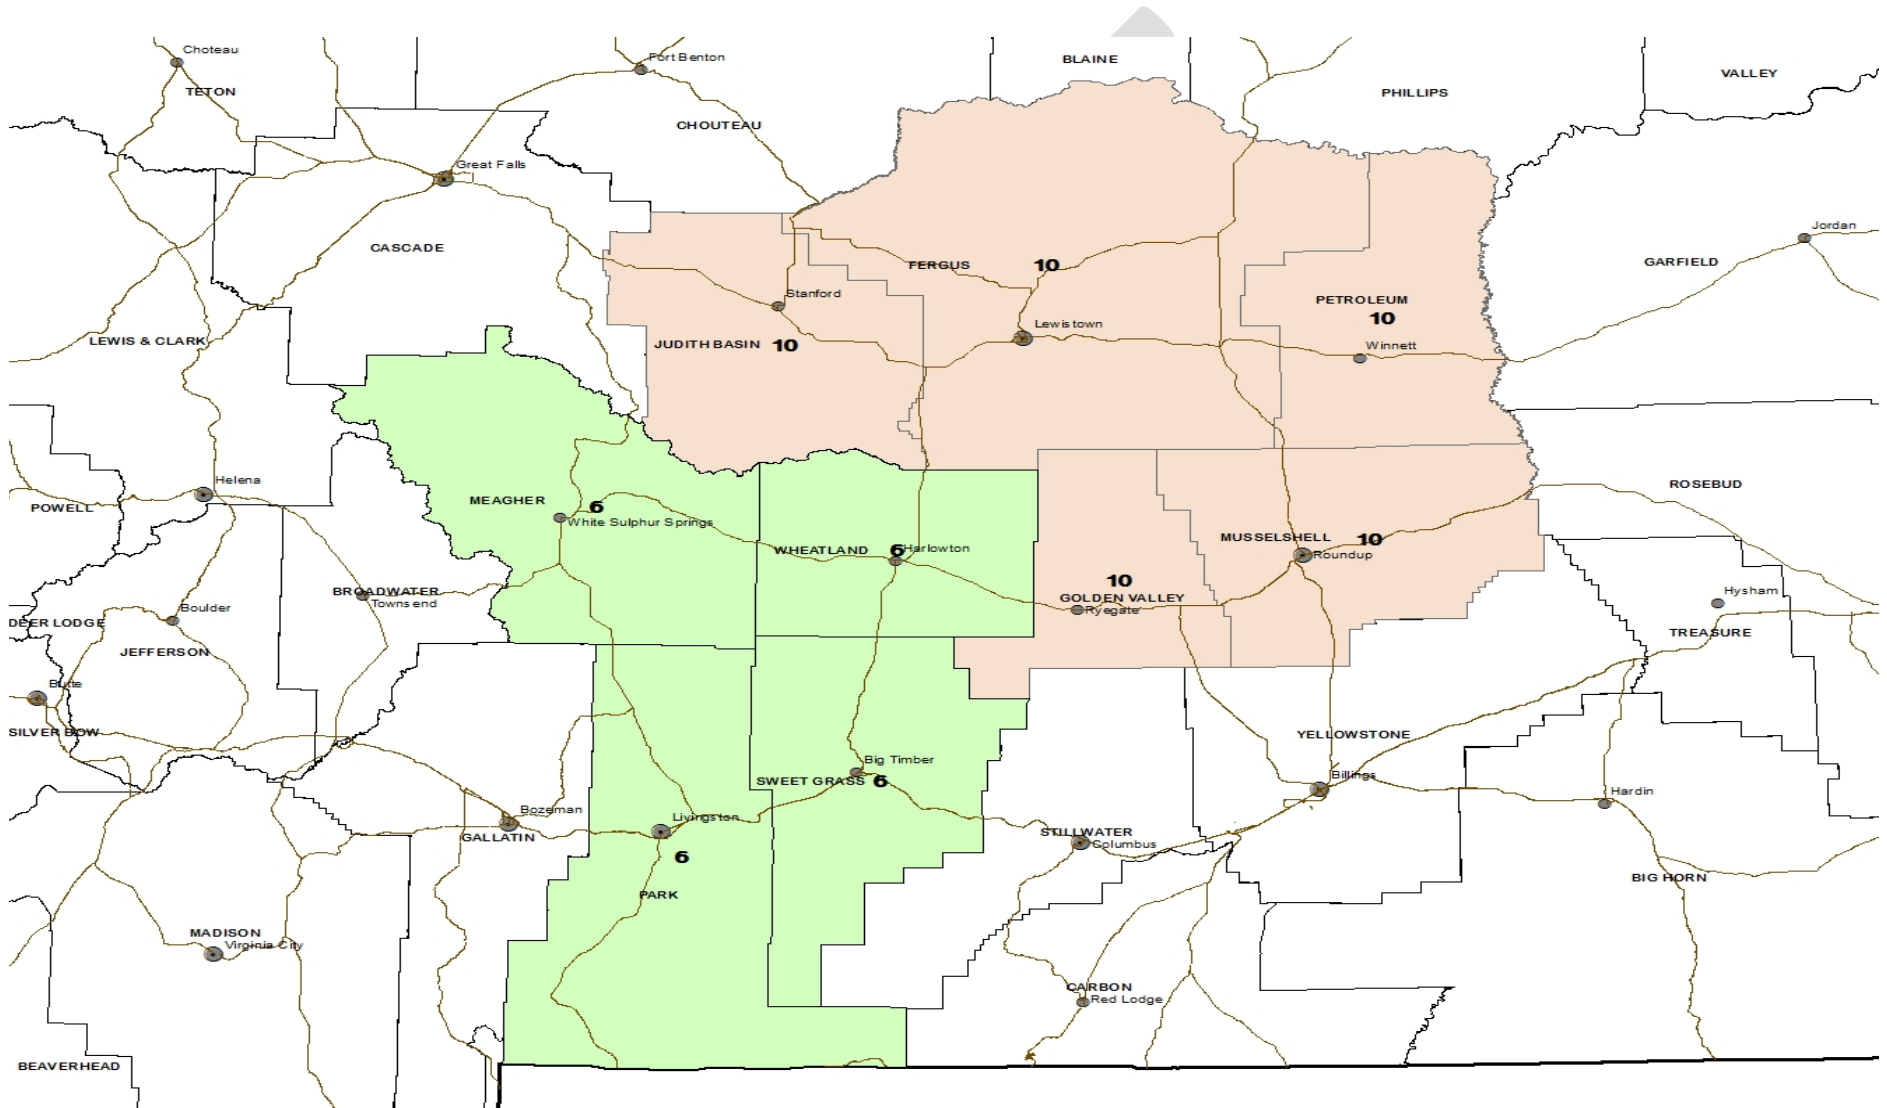 Choteau
Fort Benton
BLAINE
VALLEY
TETON
PHILLIPS
CHOUTEAU
Great Falls
Jordan
CASCADE
GARFIELD
FERGUS 10
Stanford
PETROLEUM
10
Lewistown
LEWIS & CLARK
JUDITH BASIN 10
Winnett
Helena
ROSEBUD
MEAGHER 6
POWELL
White Sulphur Springs
MUSSELSHELL 10
WHEATLAND 6 Harlowton
Roundup
10
BROADWATER
Townsend
GOLDEN VALLEY
Ryegate
Hysham
Boulder
DEER LODGE
TREASURE
JEFFERSON
Butte
SILVER BOW
YELLOWSTONE
Big Timber
SWEET GRASS 6
Billings
Hardin
Bozeman
GALLATIN
Livingston
STILLWATER
Columbus
6
PARK
BIG HORN
MADISON
Virginia City
CARBON
Red Lodge
BEAVERHEAD